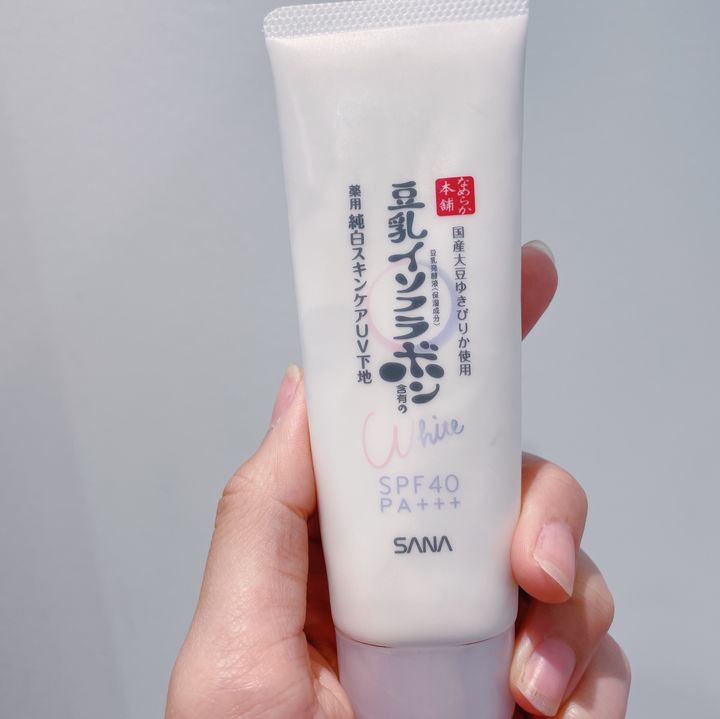 なめらか
本舗
国産大豆ゆきぴりか使用
豆乳発酵液(保湿成分)
豆乳イソフラボン
含有の
薬用 純白スキンケアUV下地
White
SPF40
PA+++
SANA